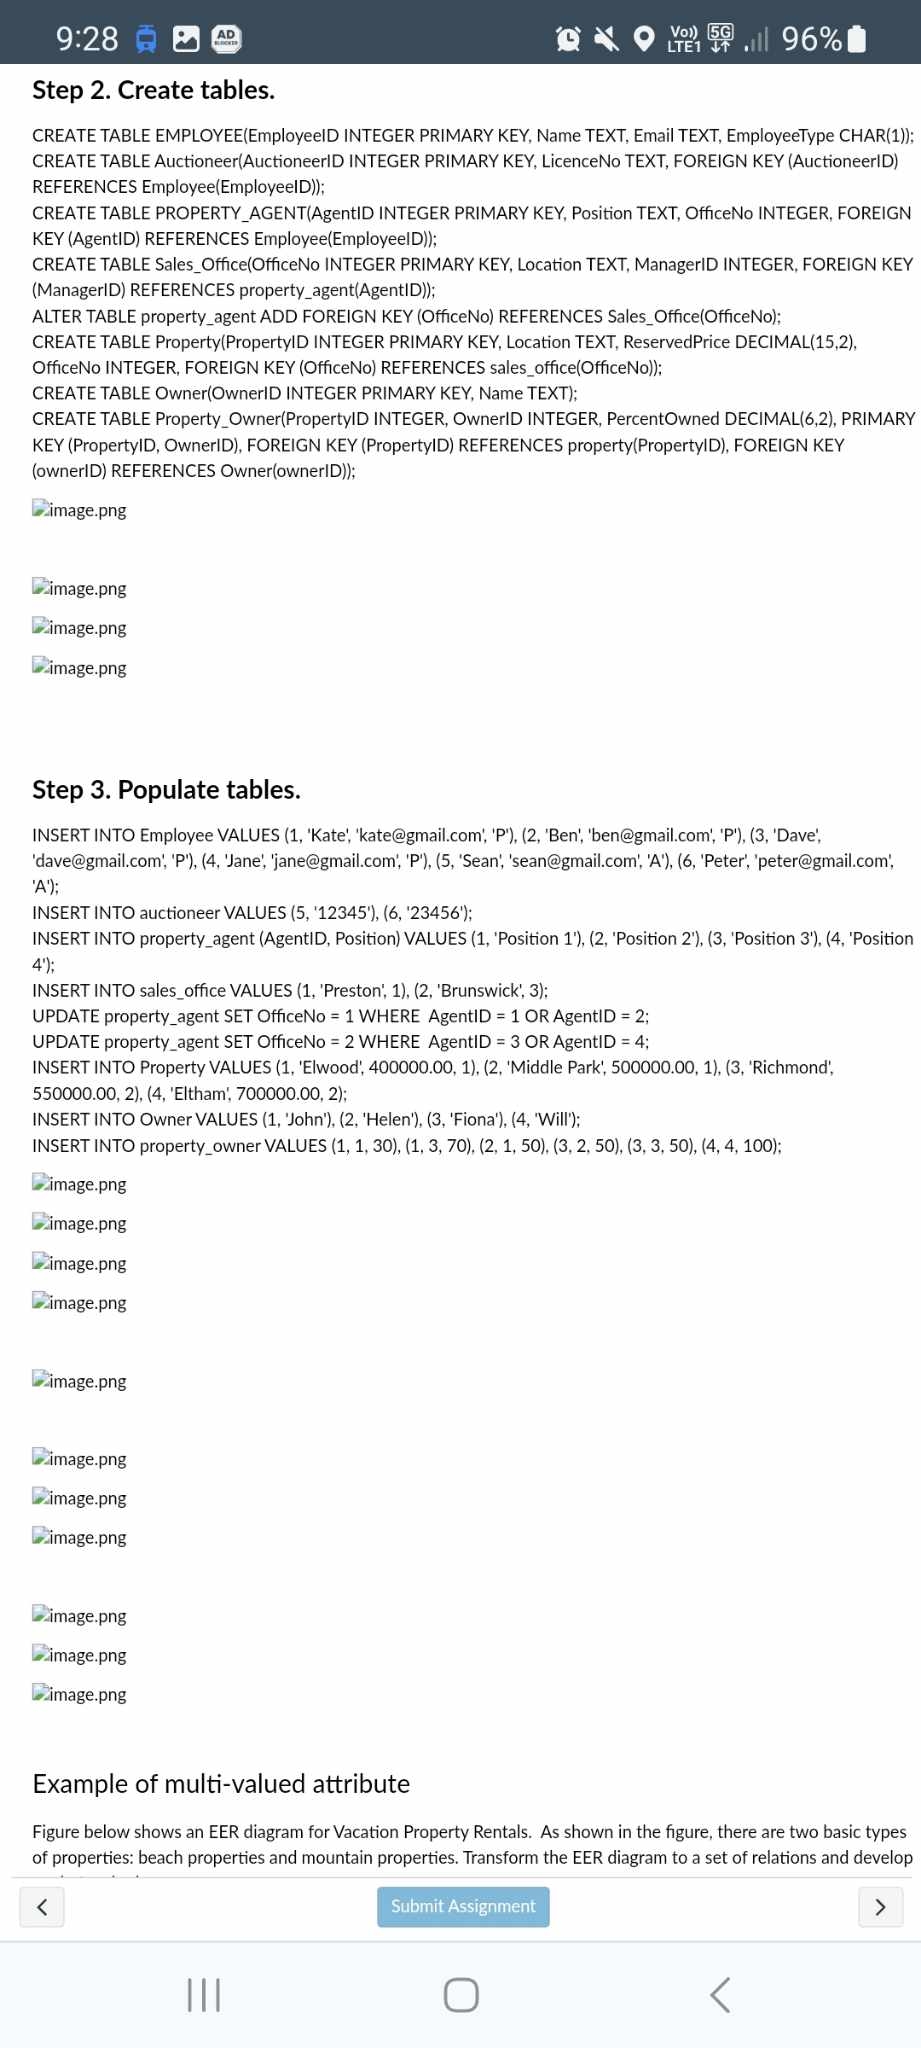 9:28 AD BLOCKER Vo)) LTE1 5G 96%
Step 2. Create tables.
CREATE TABLE EMPLOYEE(EmployeeID INTEGER PRIMARY KEY, Name TEXT, Email TEXT, EmployeeType CHAR(1));
CREATE TABLE Auctioneer(AuctioneerID INTEGER PRIMARY KEY, LicenceNo TEXT, FOREIGN KEY (AuctioneerID)
REFERENCES Employee(EmployeeID));
CREATE TABLE PROPERTY_AGENT(AgentID INTEGER PRIMARY KEY, Position TEXT, OfficeNo INTEGER, FOREIGN
KEY (AgentID) REFERENCES Employee(EmployeeID));
CREATE TABLE Sales_Office(OfficeNo INTEGER PRIMARY KEY, Location TEXT, ManagerID INTEGER, FOREIGN KEY
(ManagerID) REFERENCES property_agent(AgentID));
ALTER TABLE property_agent ADD FOREIGN KEY (OfficeNo) REFERENCES Sales_Office(OfficeNo);
CREATE TABLE Property(PropertyID INTEGER PRIMARY KEY, Location TEXT, ReservedPrice DECIMAL(15,2),
OfficeNo INTEGER, FOREIGN KEY (OfficeNo) REFERENCES sales_office(OfficeNo));
CREATE TABLE Owner(OwnerID INTEGER PRIMARY KEY, Name TEXT);
CREATE TABLE Property_Owner(PropertyID INTEGER, OwnerID INTEGER, PercentOwned DECIMAL(6,2), PRIMARY
KEY (PropertyID, OwnerID), FOREIGN KEY (PropertyID) REFERENCES property(PropertyID), FOREIGN KEY
(ownerID) REFERENCES Owner(ownerID));
image.png
image.png
image.png
image.png
Step 3. Populate tables.
INSERT INTO Employee VALUES (1, 'Kate', 'kate@gmail.com', 'P'), (2, 'Ben', 'ben@gmail.com', 'P'), (3, 'Dave',
'dave@gmail.com', 'P'), (4, 'Jane', 'jane@gmail.com', 'P'), (5, 'Sean', 'sean@gmail.com', 'A'), (6, 'Peter', 'peter@gmail.com',
'A');
INSERT INTO auctioneer VALUES (5, '12345'), (6, '23456');
INSERT INTO property_agent (AgentID, Position) VALUES (1, 'Position 1'), (2, 'Position 2'), (3, 'Position 3'), (4, 'Position
4');
INSERT INTO sales_office VALUES (1, 'Preston', 1), (2, 'Brunswick', 3);
UPDATE property_agent SET OfficeNo = 1 WHERE  AgentID = 1 OR AgentID = 2;
UPDATE property_agent SET OfficeNo = 2 WHERE  AgentID = 3 OR AgentID = 4;
INSERT INTO Property VALUES (1, 'Elwood', 400000.00, 1), (2, 'Middle Park', 500000.00, 1), (3, 'Richmond',
550000.00, 2), (4, 'Eltham', 700000.00, 2);
INSERT INTO Owner VALUES (1, 'John'), (2, 'Helen'), (3, 'Fiona'), (4, 'Will');
INSERT INTO property_owner VALUES (1, 1, 30), (1, 3, 70), (2, 1, 50), (3, 2, 50), (3, 3, 50), (4, 4, 100);
image.png
image.png
image.png
image.png
image.png
image.png
image.png
image.png
image.png
image.png
image.png
Example of multi-valued attribute
Figure below shows an EER diagram for Vacation Property Rentals.  As shown in the figure, there are two basic types
of properties: beach properties and mountain properties. Transform the EER diagram to a set of relations and develop
Submit Assignment